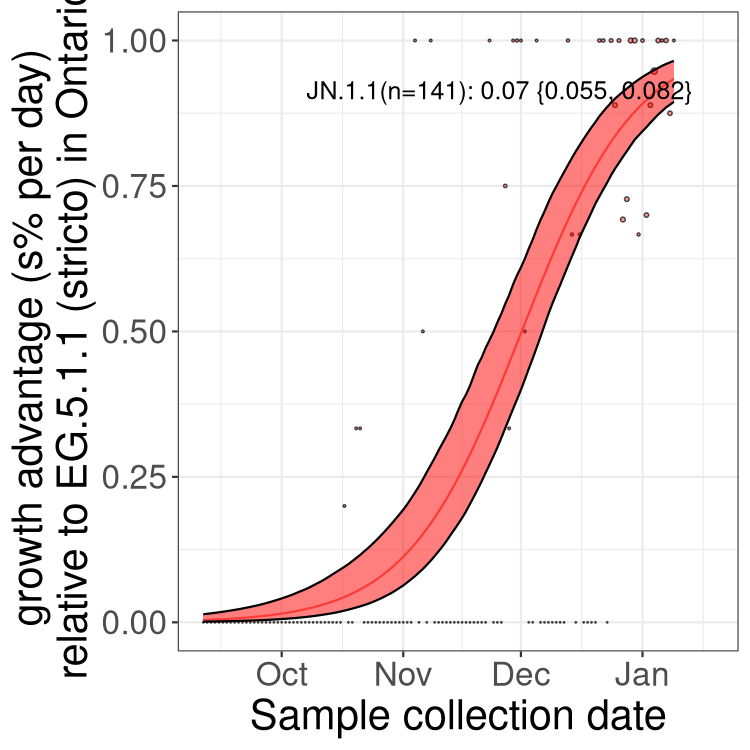 growth advantage (s% per day)
relative to EG.5.1.1 (stricto) in Ontario
1.00
0.75
0.50
0.25
0.00
JN.1.1(n=141): 0.07 {0.055, 0.082}
Oct Nov Dec Jan
Sample collection date